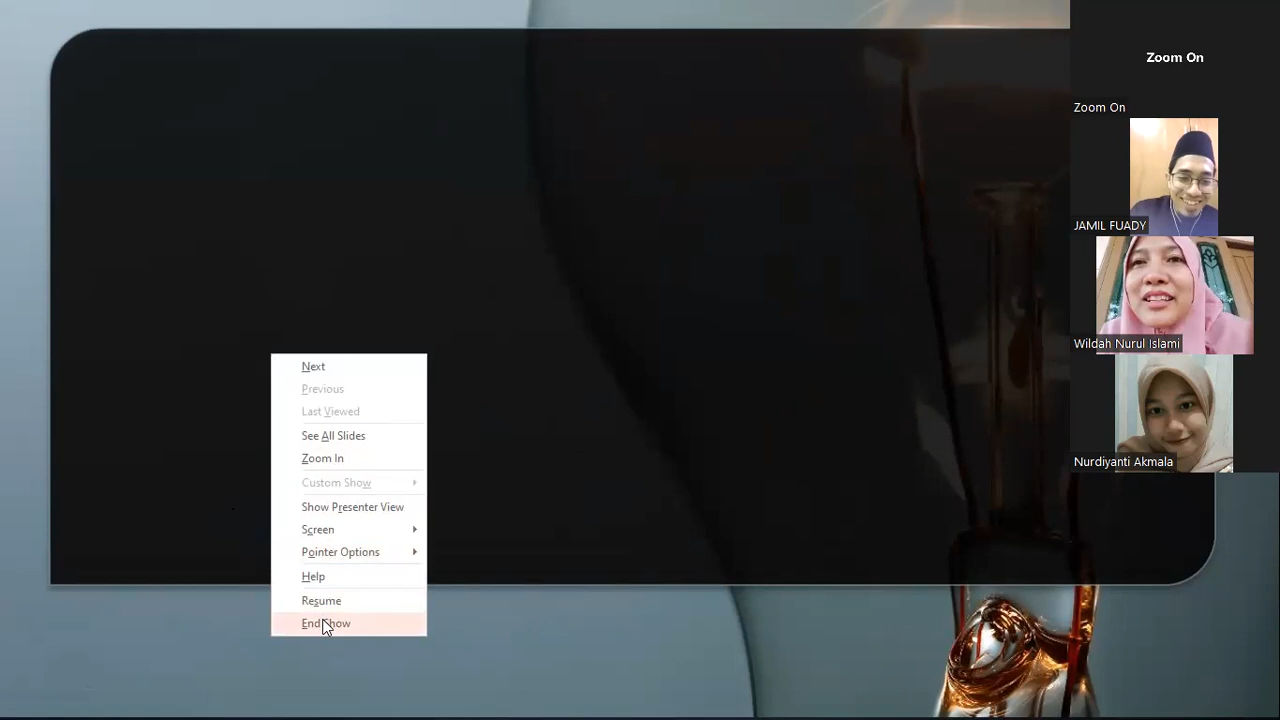 Zoom On
Zoom On
JAMIL FUADY
Wildah Nurul Islami
Nurdiyanti Akmala
Next
Previous
Last Viewed
See All Slides
Zoom In
Custom Show
Show Presenter View
Screen
Pointer Options
Help
Resume
End Show